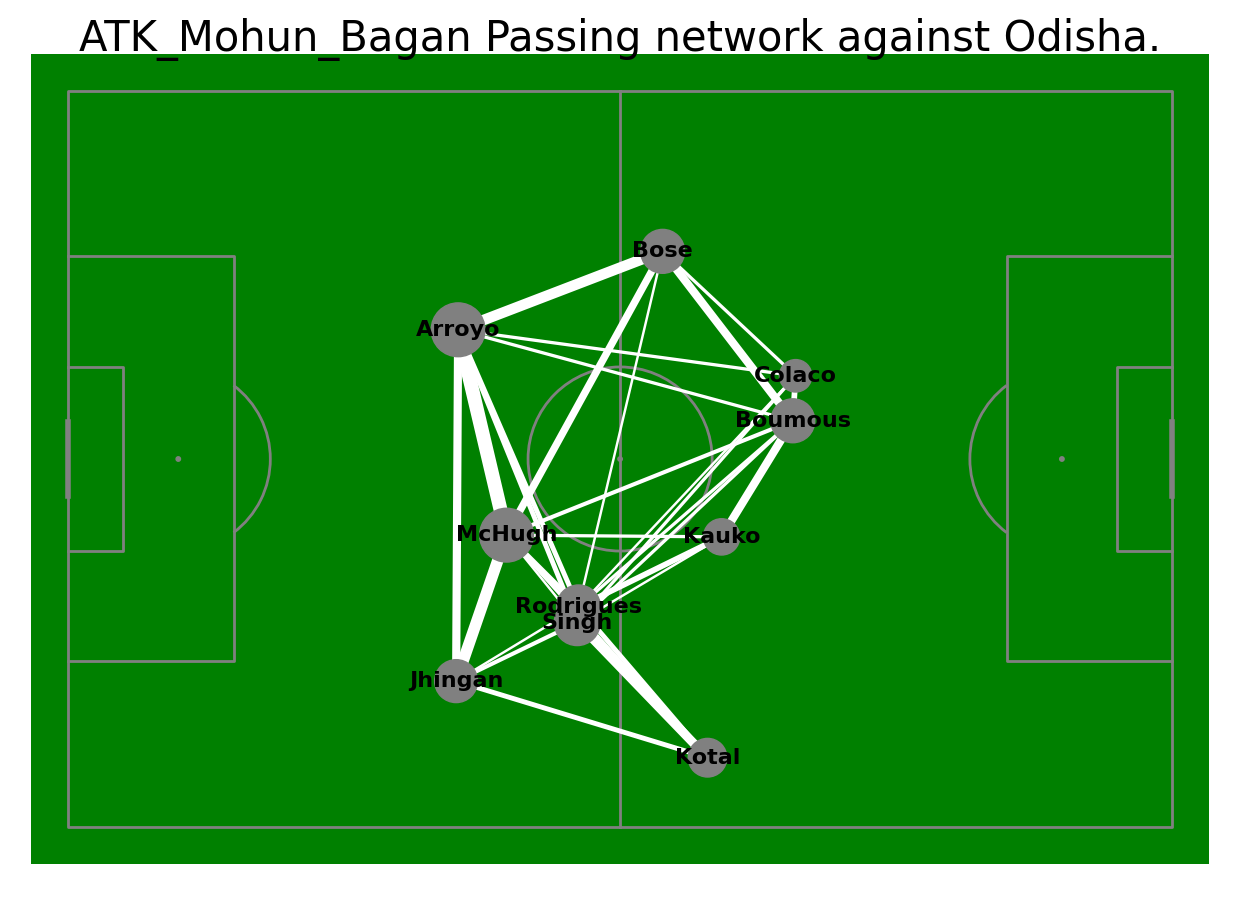 ATK_Mohun_Bagan Passing network against Odisha.
Bose
Arroyo
Colaco
Boumous
McHugh
Kauko
Rodrigues
Singh
Jhingan
Kotal